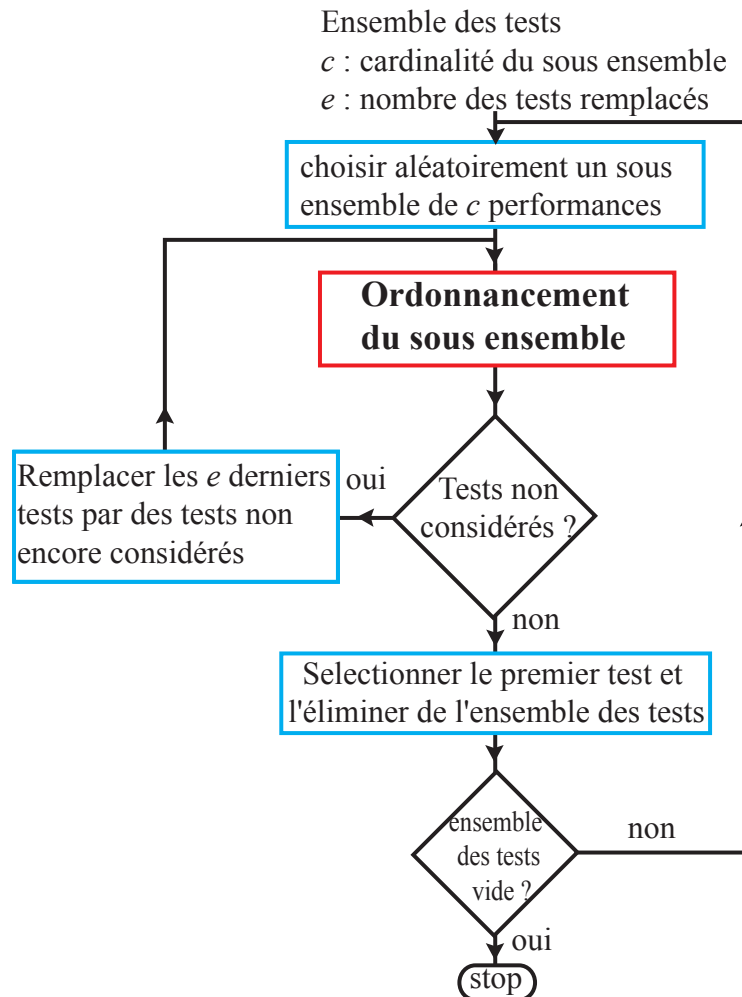 Ensemble des tests
c : cardinalité du sous ensemble
e : nombre des tests remplacés
choisir aléatoirement un sous
ensemble de c performances
Ordonnancement
du sous ensemble
Remplacer les e derniers
tests par des tests non
encore considérés
oui
Tests non
considérés ?
non
Selectionner le premier test et
l'éliminer de l'ensemble des tests
ensemble
des tests
vide ?
non
oui
stop